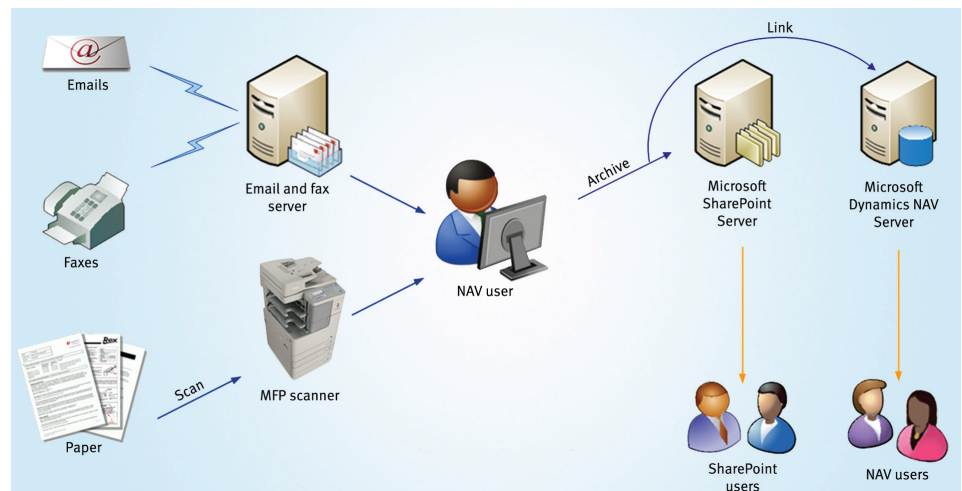 Emails
Faxes
Paper
Scan
Email and fax
server
MFP scanner
NAV user
Archive
Link
Microsoft
SharePoint
Server
Microsoft
Dynamics NAV
Server
SharePoint
users
NAV users
@
Rex